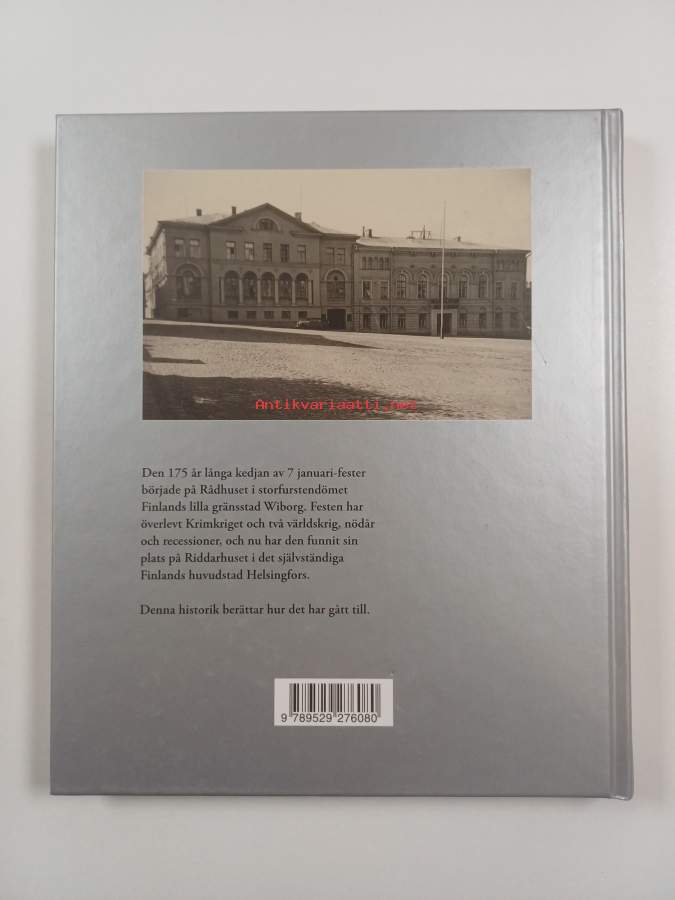 Antikvariaatti.net
Den 175 år långa kedjan av 7 januari-fester
började på Rådhuset i storfurstendömet
Finlands lilla gränsstad Wiborg. Festen har
överlevt Krimkriget och två världskrig, nödår
och recessioner, och nu har den funnit sin
plats på Riddarhuset i det självständiga
Finlands huvudstad Helsingfors.
Denna historik berättar hur det har gått till.
9 789529 276080